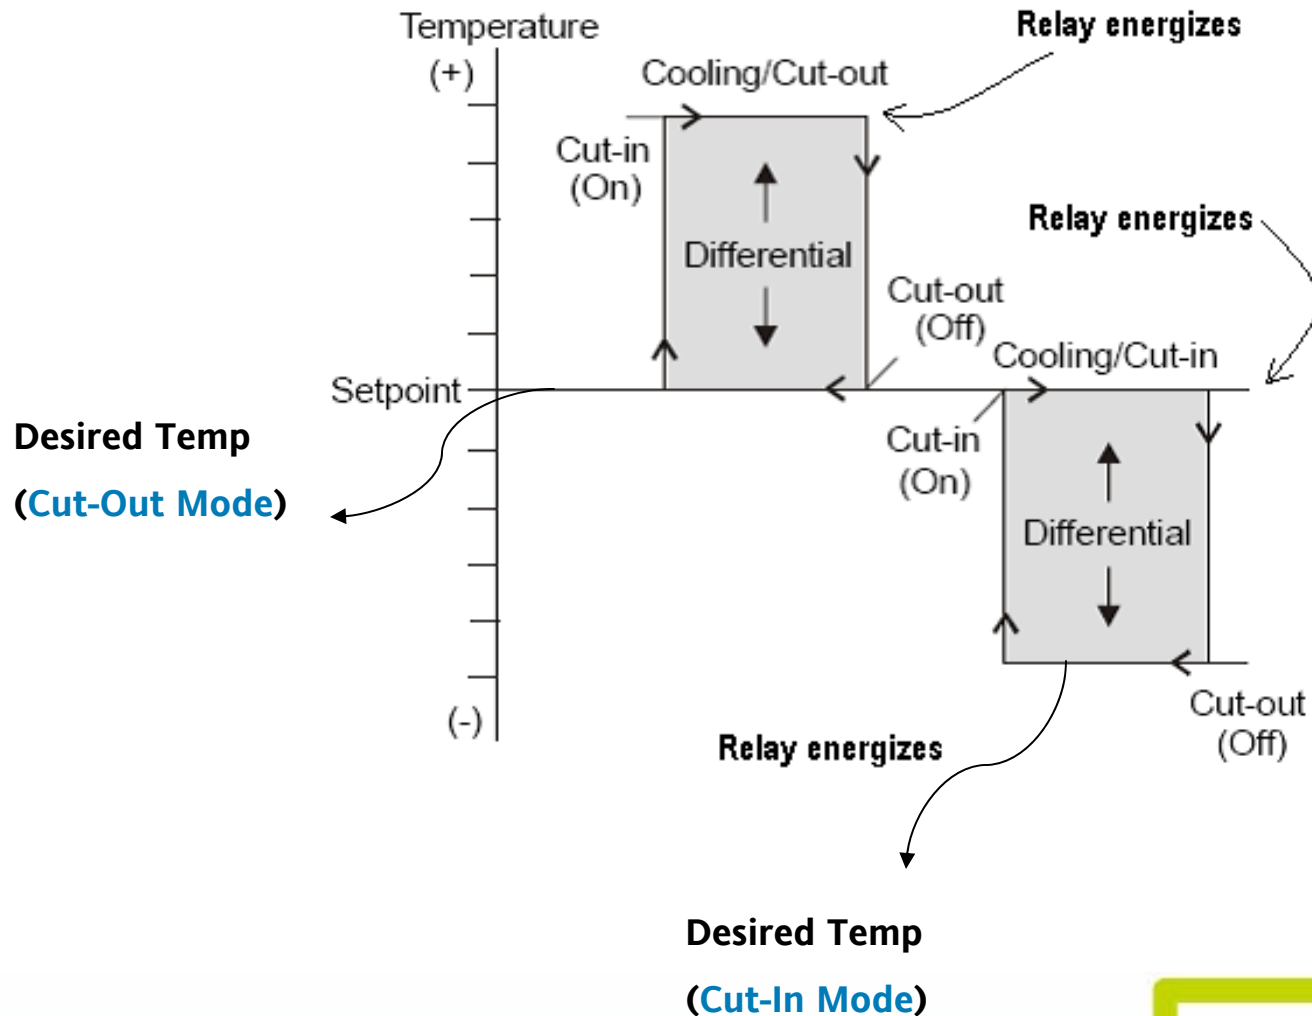 Temperature
(+)
Relay energizes
Cooling/Cut-out
Cut-in
(On)
Differential
Relay energizes
Cut-out
(Off)
Cooling/Cut-in
Setpoint
Desired Temp
(Cut-Out Mode)
Cut-in
(On)
Differential
(-)
Cut-out
(Off)
Relay energizes
Desired Temp
(Cut-In Mode)